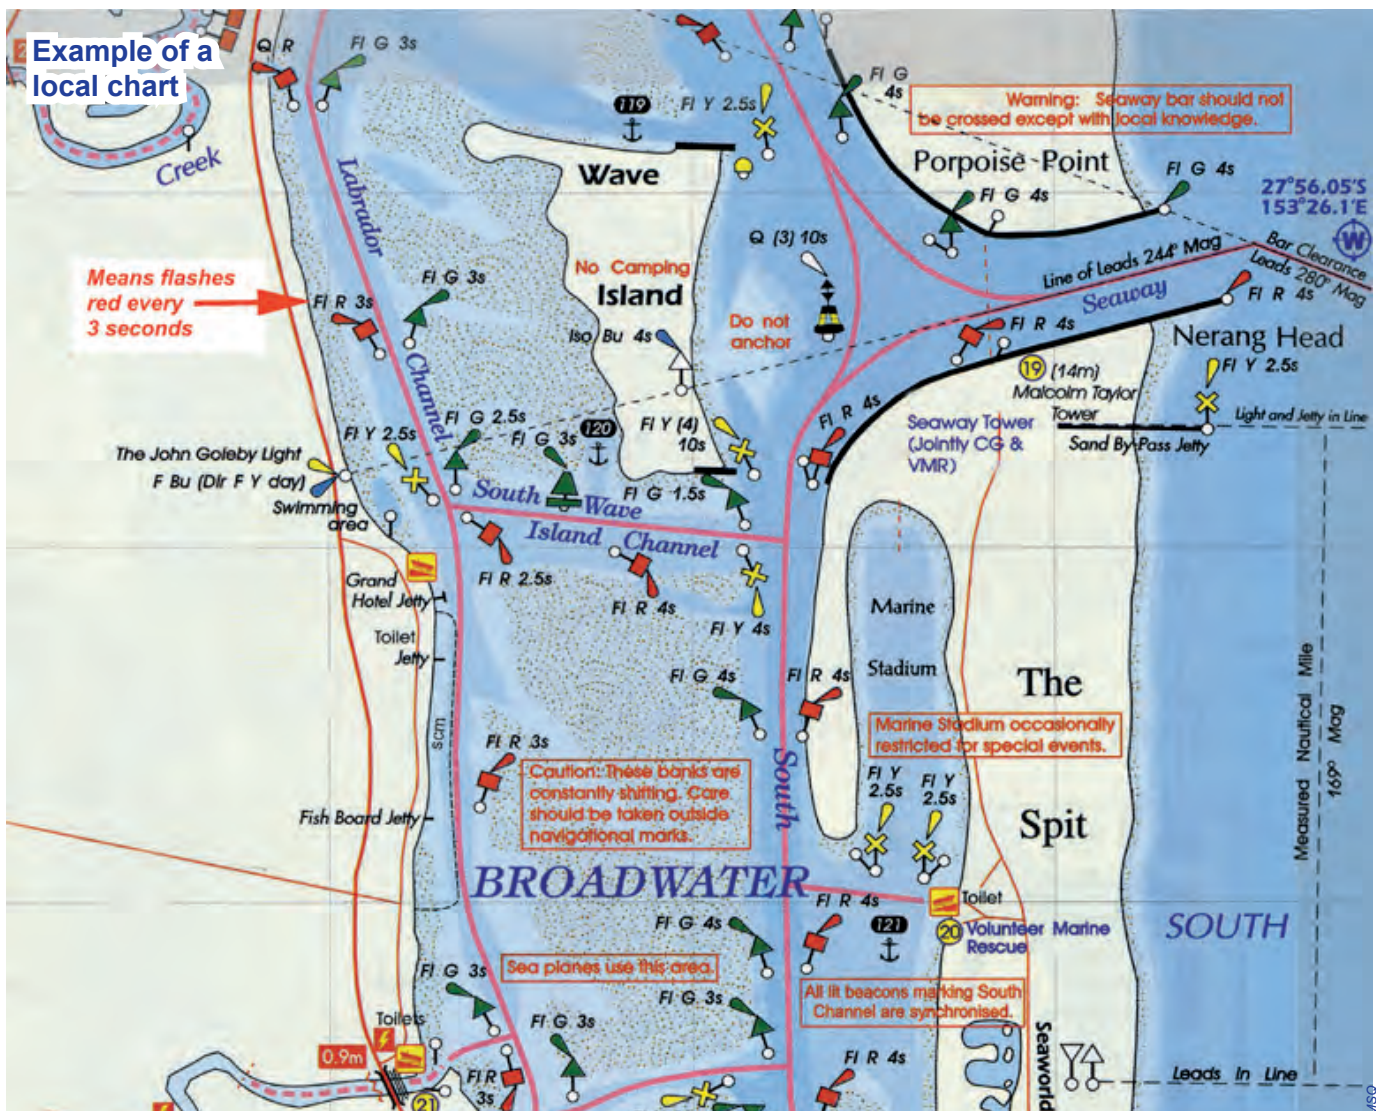 Example of a
local chart
Q R
Fl G 3s
Creek
Labrador
Channel
119
Fl Y 2.5s
Fl G
4s
Warning: Seaway bar should not
be crossed except with local knowledge.
Wave
Porpoise Point
Fl G 4s
Fl G 4s
27°56.05'S
153°26.1'E
W
Q (3) 10s
Line of Leads 244° Mag
Bar Clearance
Leads 280° Mag
Seaway
Fl R 4s
Means flashes
red every
3 seconds
Fl R 3s
Fl G 3s
No Camping
Island
Iso Bu 4s
Do not
anchor
Fl R 4s
Nerang Head
Fl Y 2.5s
19 (14m)
Malcolm Taylor
Tower
Light and Jetty in Line
Sand By-Pass Jetty
Fl R 4s
Seaway Tower
(Jointly CG &
VMR)
Fl G 2.5s
Fl Y 2.5s
Fl G 3s
120
Fl Y (4)
10s
The John Goleby Light
F Bu (Dir F Y day)
Swimming
area
Fl G 1.5s
South Wave
Island Channel
Fl R 2.5s
Fl R 4s
Fl Y 4s
Grand
Hotel Jetty
Toilet
Jetty
scm
Marine
Stadium
Fl G 4s
Fl R 4s
The
Spit
Marine Stadium occasionally
restricted for special events.
Measured Nautical Mile
169° Mag
Fl R 3s
Caution: These banks are
constantly shifting. Care
should be taken outside
navigational marks.
South
Fl Y
2.5s
Fl Y
2.5s
Fish Board Jetty
BROADWATER
Fl R 4s
Toilet
121
20 Volunteer Marine
Rescue
SOUTH
Fl G 4s
Sea planes use this area.
Fl G 3s
Fl G 3s
All lit beacons marking South
Channel are synchronised.
Toilets
Fl G 3s
0.9m
Fl R
3s
Fl R 4s
21
Seaworld
Leads In Line
MSQ